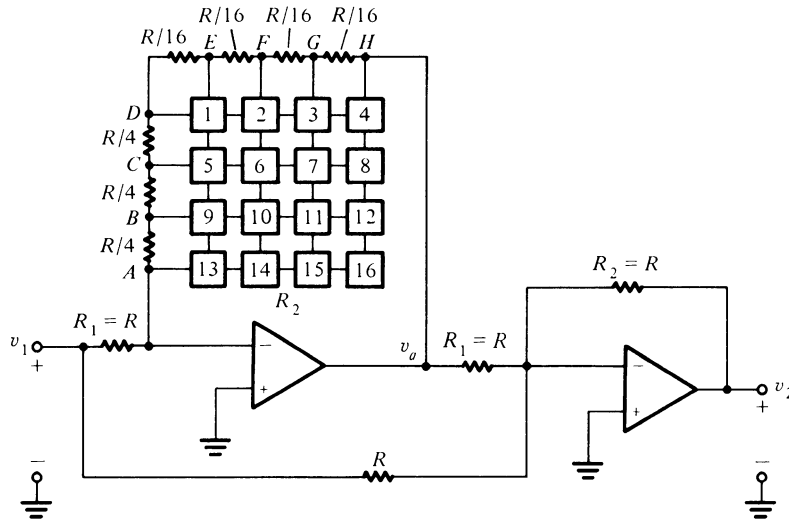 R/16 R/16 R/16
R/16 E F G H
D 1 2 3 4
R/4
C 5 6 7 8
R/4
B 9 10 11 12
R/4
A 13 14 15 16
R₂
R₂ = R
R₁ = R
v₁
+
−
+
vₐ
R₁ = R
−
+
v₂
+
R
−
−